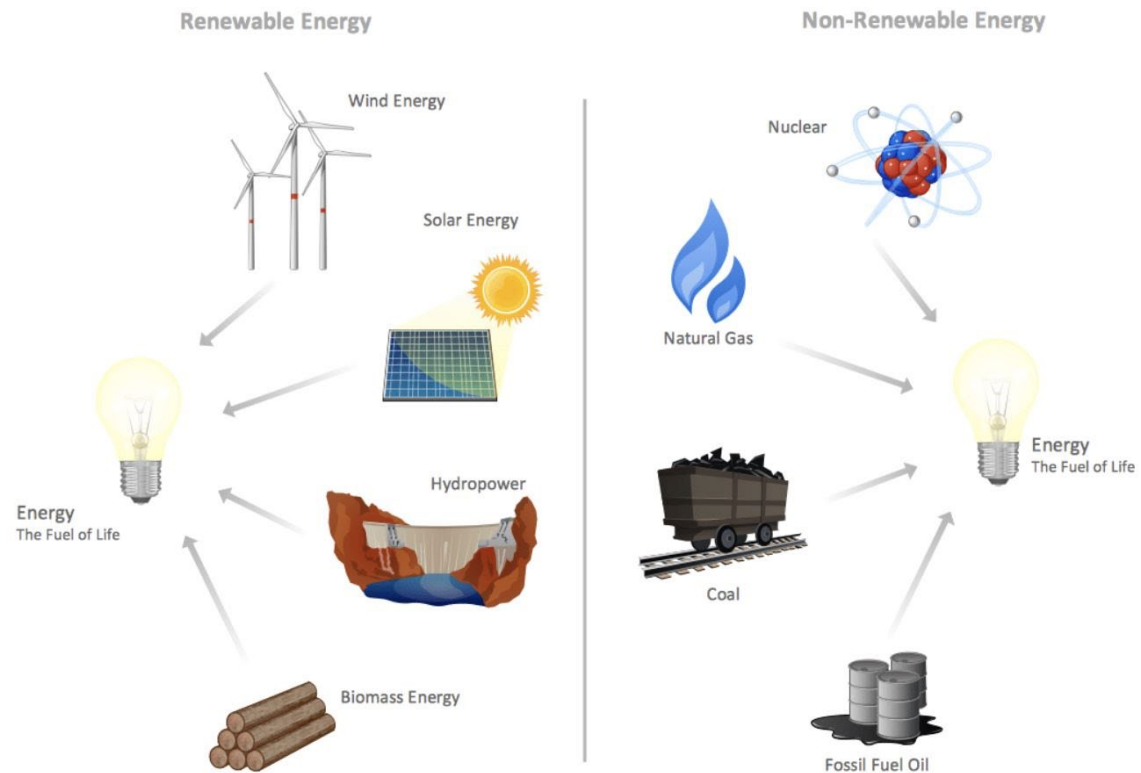 Renewable Energy
Wind Energy
Solar Energy
Hydropower
Energy
The Fuel of Life
Biomass Energy
Non-Renewable Energy
Nuclear
Natural Gas
Energy
The Fuel of Life
Coal
Fossil Fuel Oil